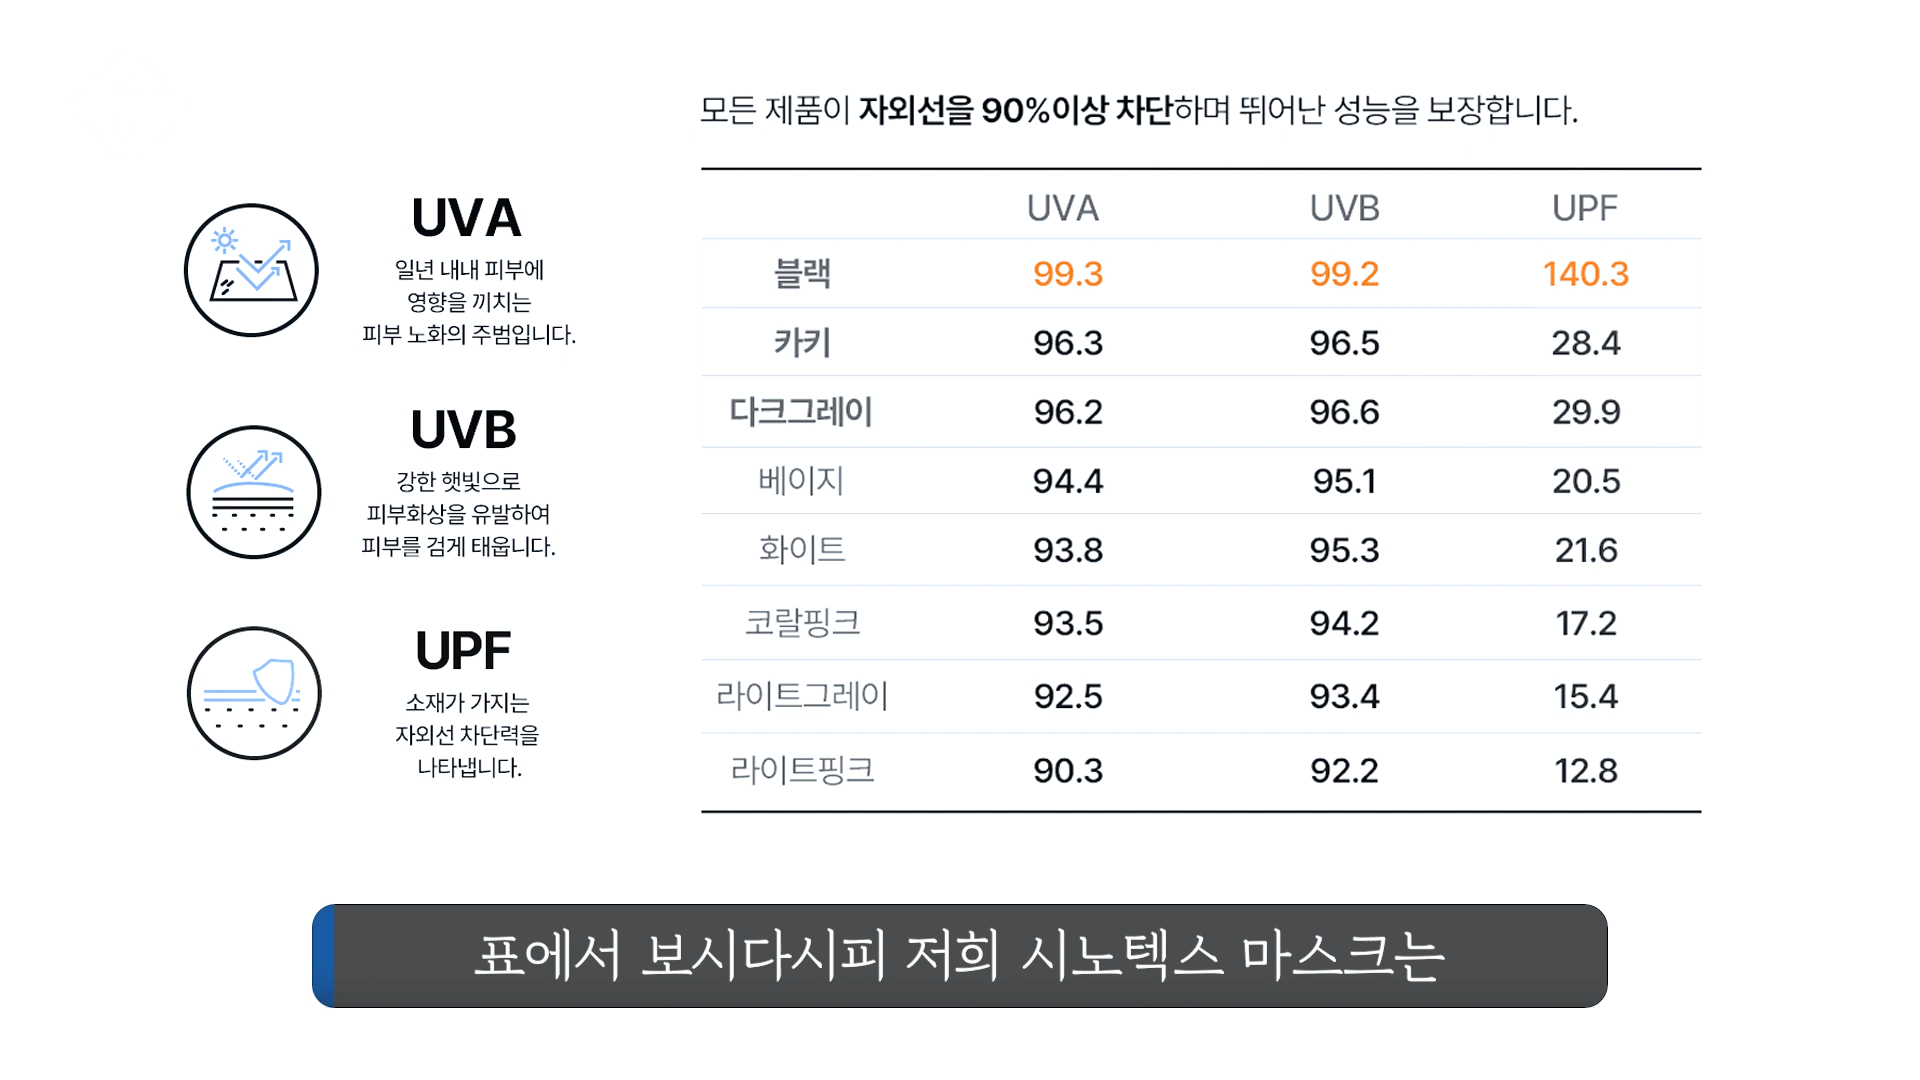 모든 제품이 자외선을 90%이상 차단하며 뛰어난 성능을 보장합니다.
UVA
일년 내내 피부에
영향을 끼치는
피부 노화의 주범입니다.
UVB
강한 햇빛으로
피부화상을 유발하여
피부를 검게 태웁니다.
UPF
소재가 가지는
자외선 차단력을
나타냅니다.
UVA UVB UPF
블랙 99.3 99.2 140.3
카키 96.3 96.5 28.4
다크그레이 96.2 96.6 29.9
베이지 94.4 95.1 20.5
화이트 93.8 95.3 21.6
코랄핑크 93.5 94.2 17.2
라이트그레이 92.5 93.4 15.4
라이트핑크 90.3 92.2 12.8
표에서 보시다시피 저희 시노텍스 마스크는